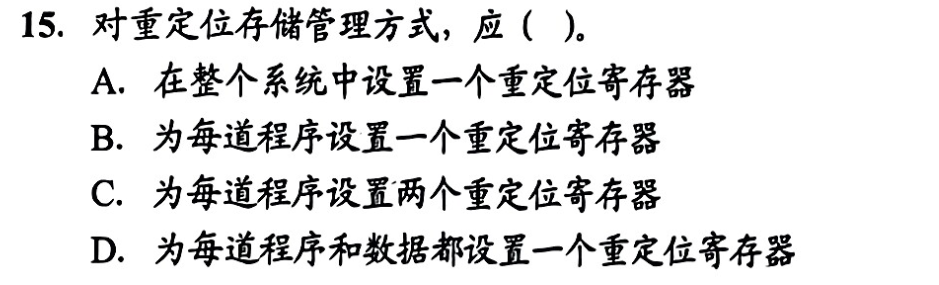 15. 对重定位存储管理方式，应（ ）。
A. 在整个系统中设置一个重定位寄存器
B. 为每道程序设置一个重定位寄存器
C. 为每道程序设置两个重定位寄存器
D. 为每道程序和数据都设置一个重定位寄存器